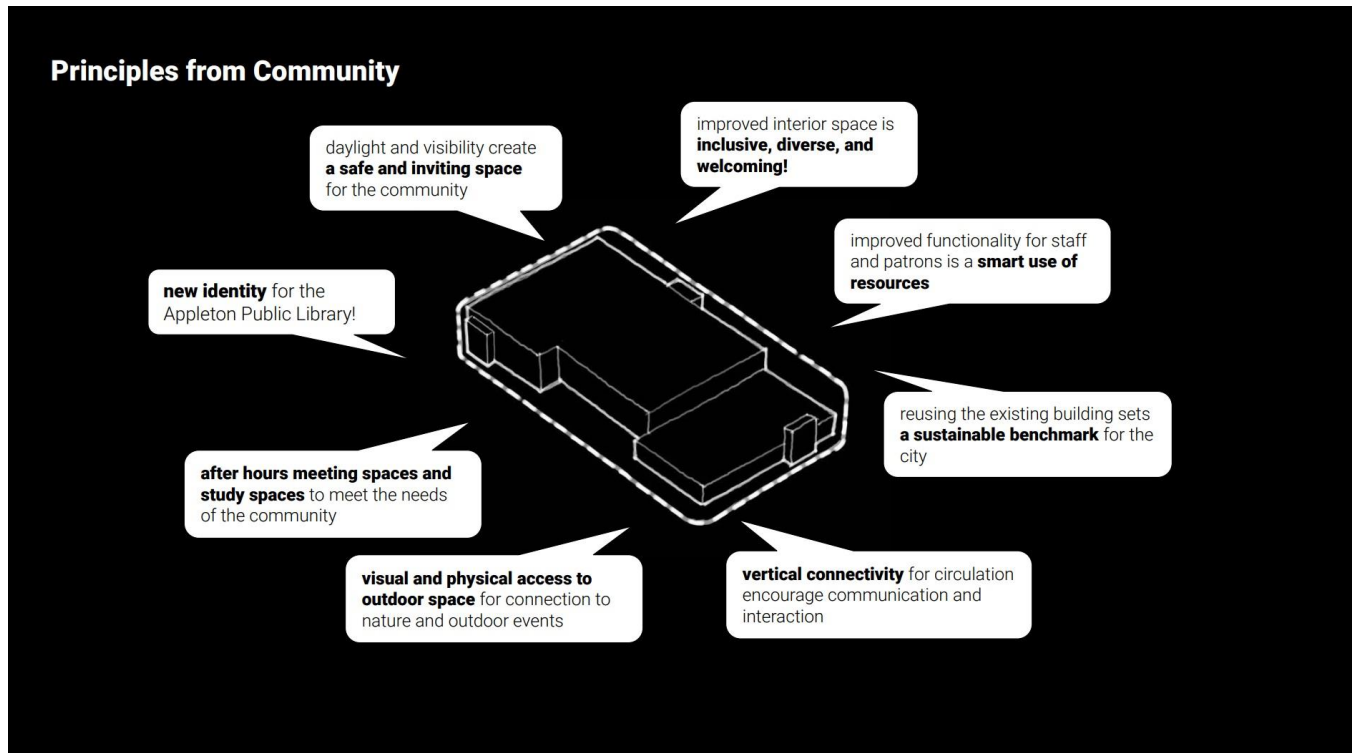 Principles from Community
daylight and visibility create
a safe and inviting space
for the community
improved interior space is
inclusive, diverse, and
welcoming!
improved functionality for staff
and patrons is a smart use of
resources
new identity for the
Appleton Public Library!
reusing the existing building sets
a sustainable benchmark for the
city
after hours meeting spaces and
study spaces to meet the needs
of the community
visual and physical access to
outdoor space for connection to
nature and outdoor events
vertical connectivity for circulation
encourage communication and
interaction